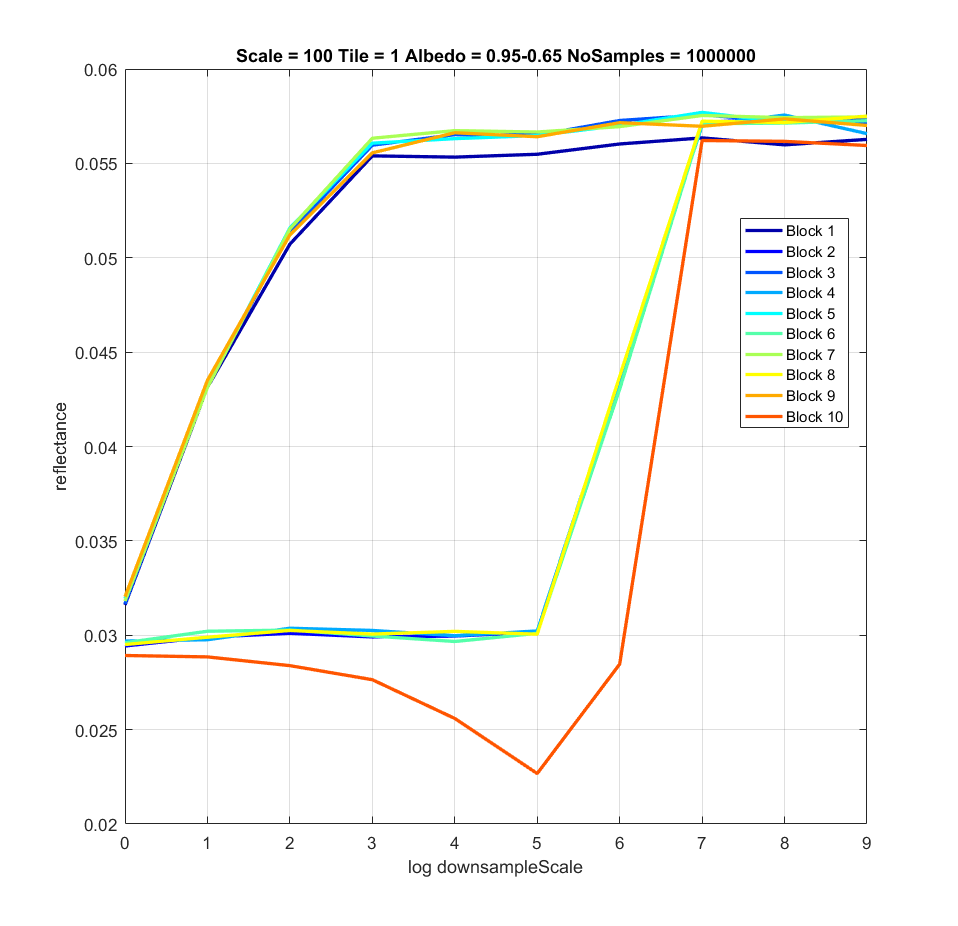 Scale = 100 Tile = 1 Albedo = 0.95-0.65 NoSamples = 1000000
0.06
0.055
0.05
0.045
0.04
0.035
0.03
0.025
0.02
reflectance
Block 1
Block 2
Block 3
Block 4
Block 5
Block 6
Block 7
Block 8
Block 9
Block 10
0 1 2 3 4 5 6 7 8 9
log downsampleScale